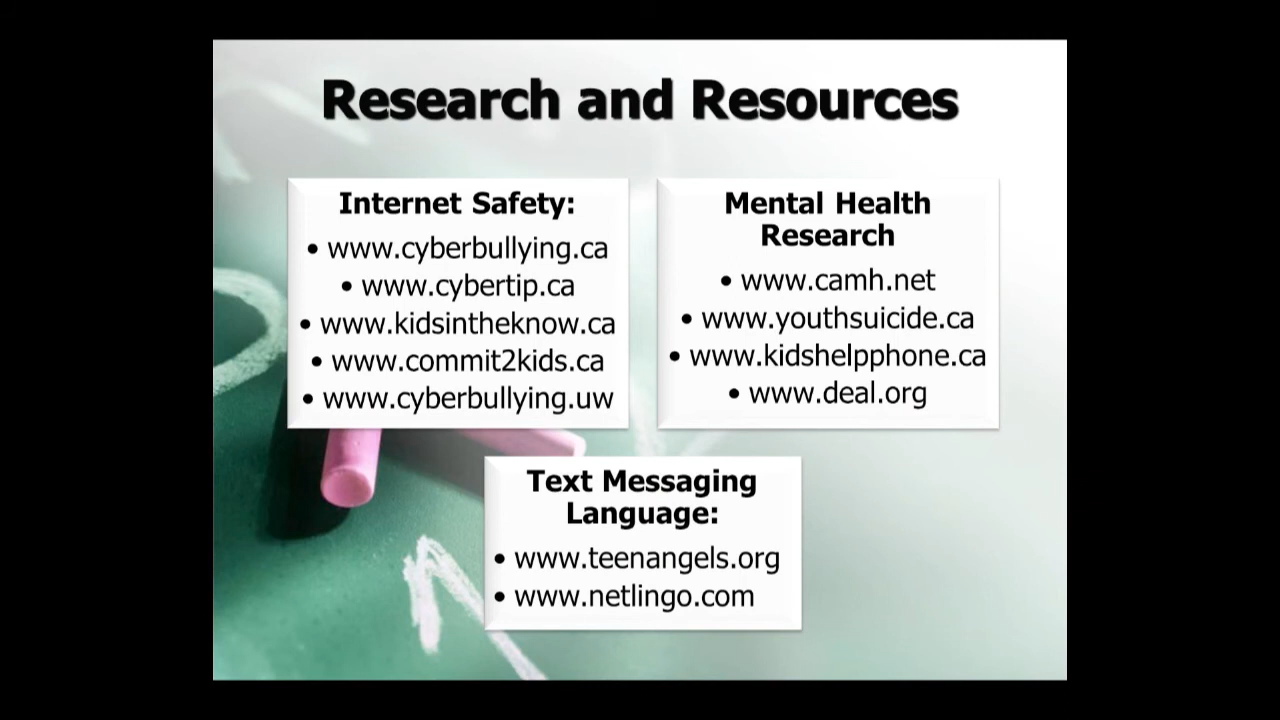 Research and Resources
Internet Safety:
• www.cyberbullying.ca
• www.cybertip.ca
• www.kidsintheknow.ca
• www.commit2kids.ca
• www.cyberbullying.uw
Mental Health
Research
• www.camh.net
• www.youthsuicide.ca
• www.kidshelpphone.ca
• www.deal.org
Text Messaging
Language:
• www.teenangels.org
• www.netlingo.com